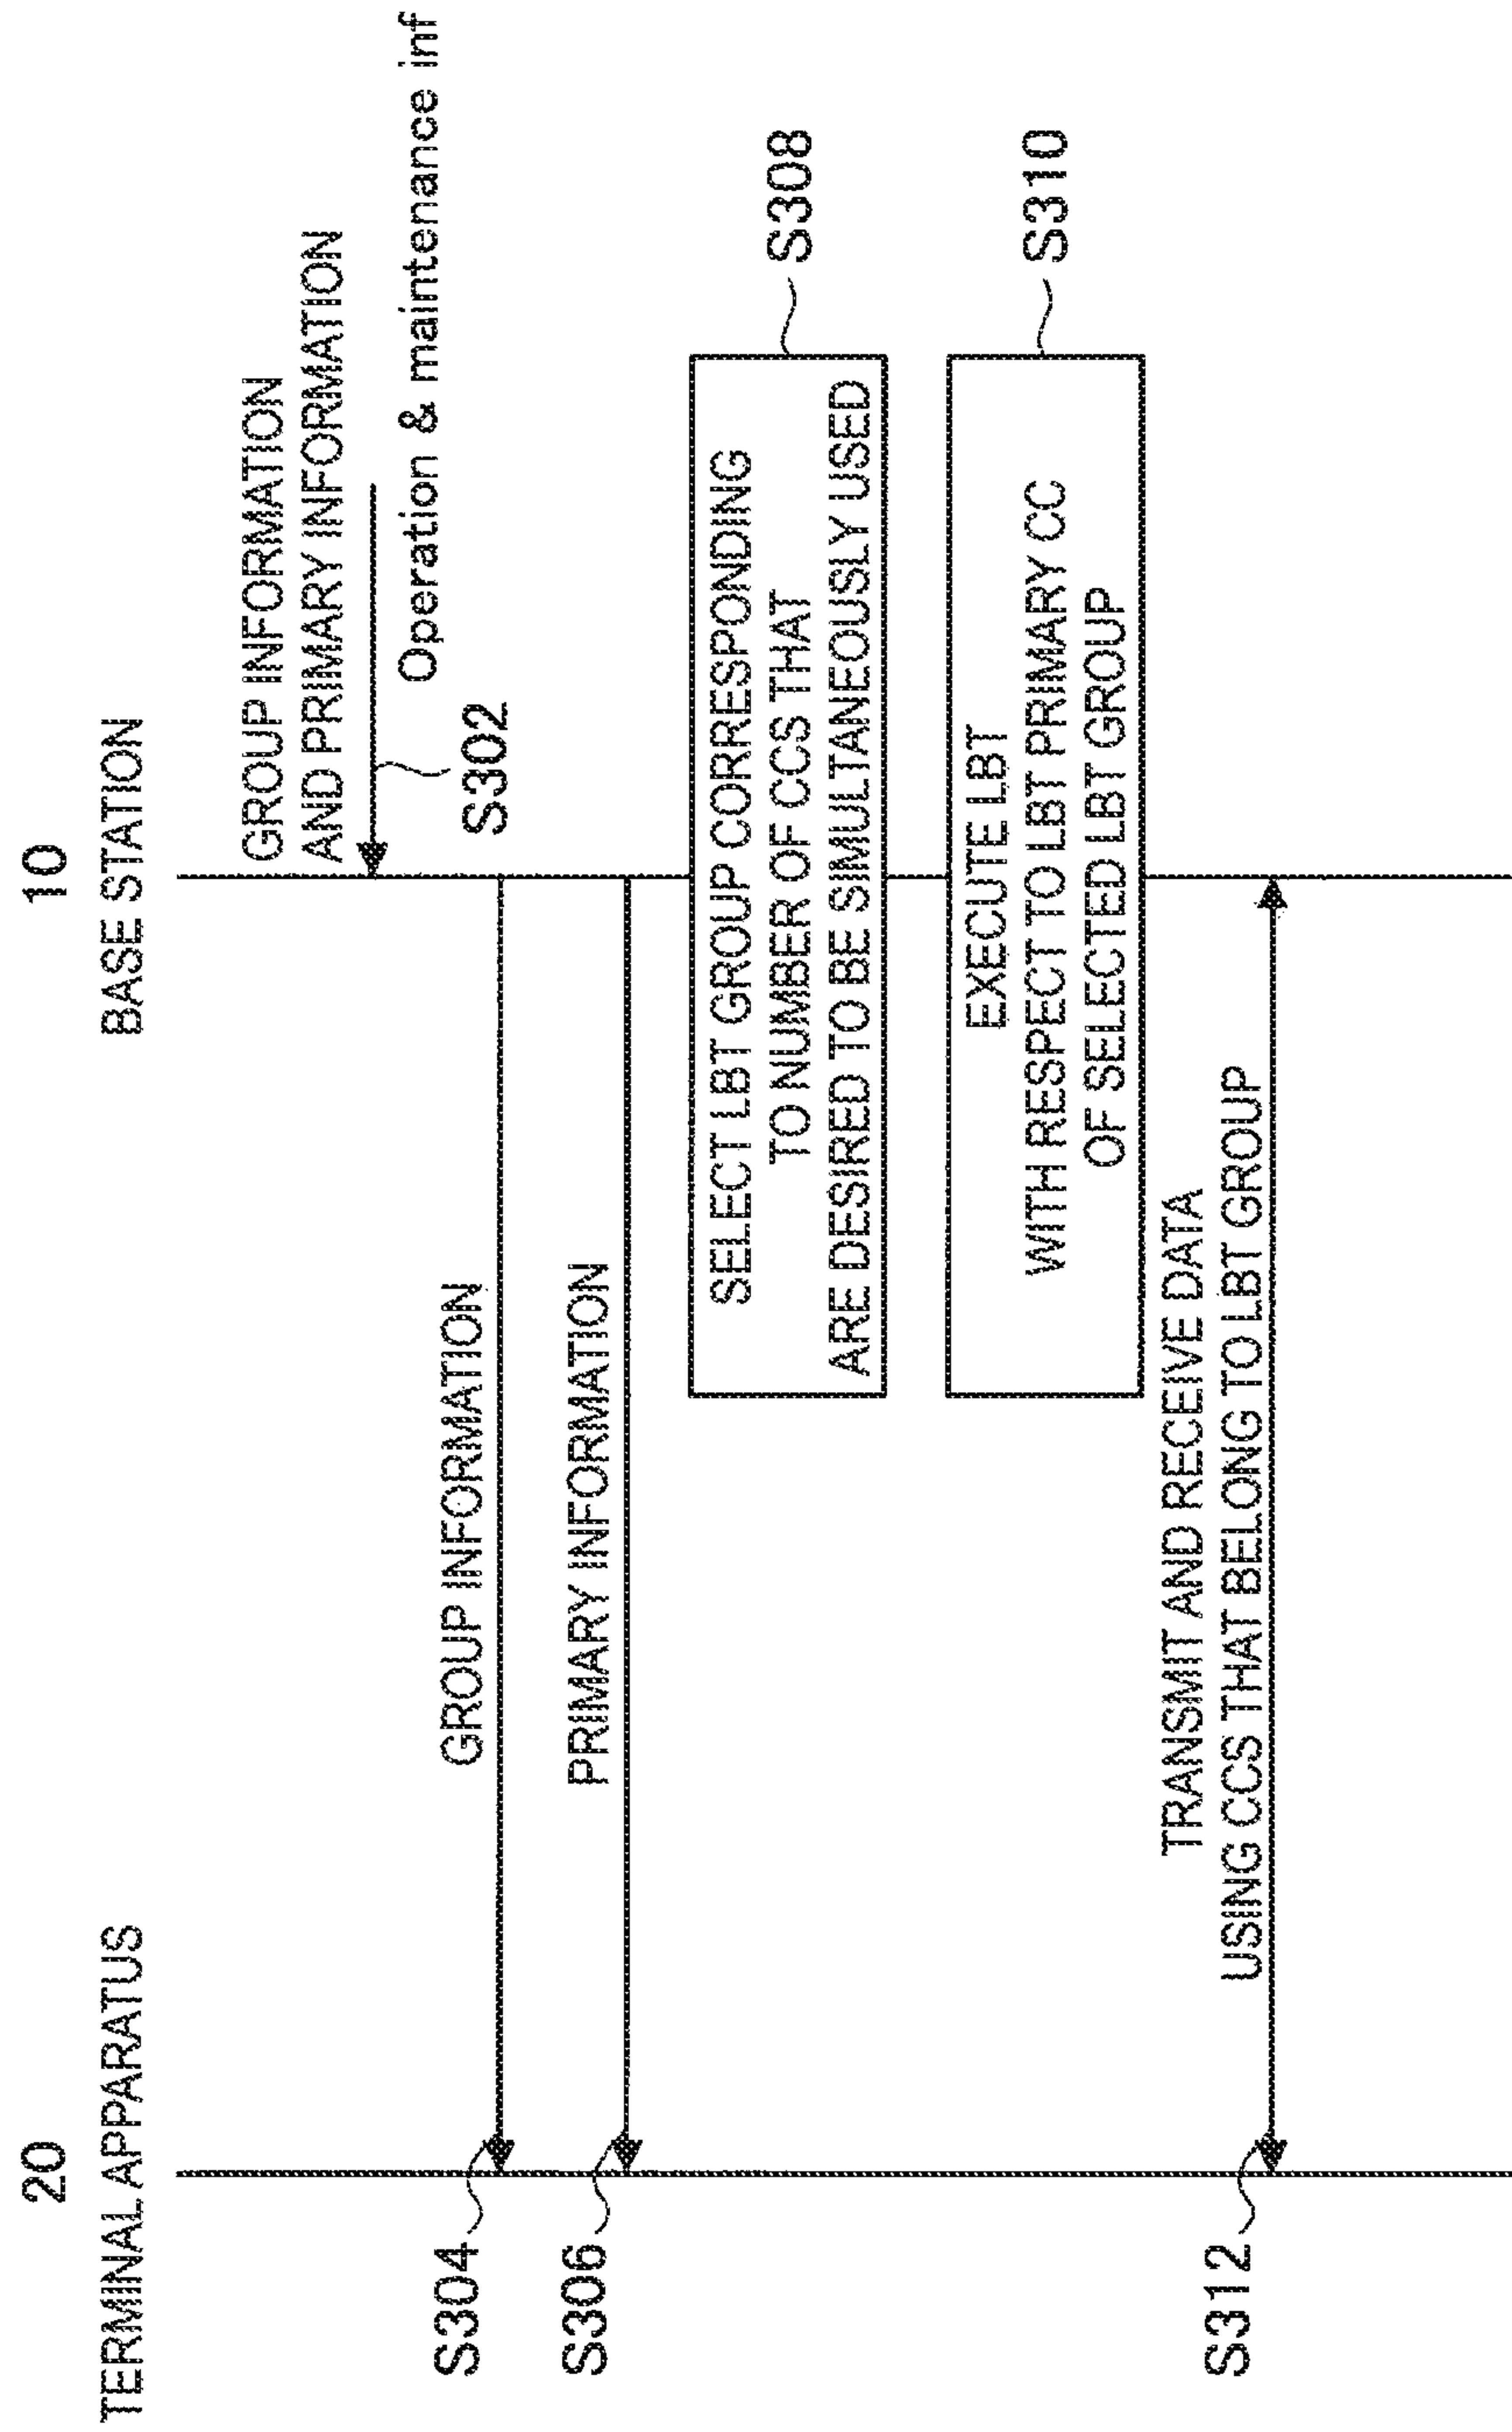 20
TERMINAL APPARATUS
10
BASE STATION
GROUP INFORMATION
AND PRIMARY INFORMATION
Operation & maintenance inf
S302
GROUP INFORMATION
S304
PRIMARY INFORMATION
S306
SELECT LBT GROUP CORRESPONDING
TO NUMBER OF CCS THAT
ARE DESIRED TO BE SIMULTANEOUSLY USED
S308
EXECUTE LBT
WITH RESPECT TO LBT PRIMARY CC
OF SELECTED LBT GROUP
S310
TRANSMIT AND RECEIVE DATA
USING CCS THAT BELONG TO LBT GROUP
S312